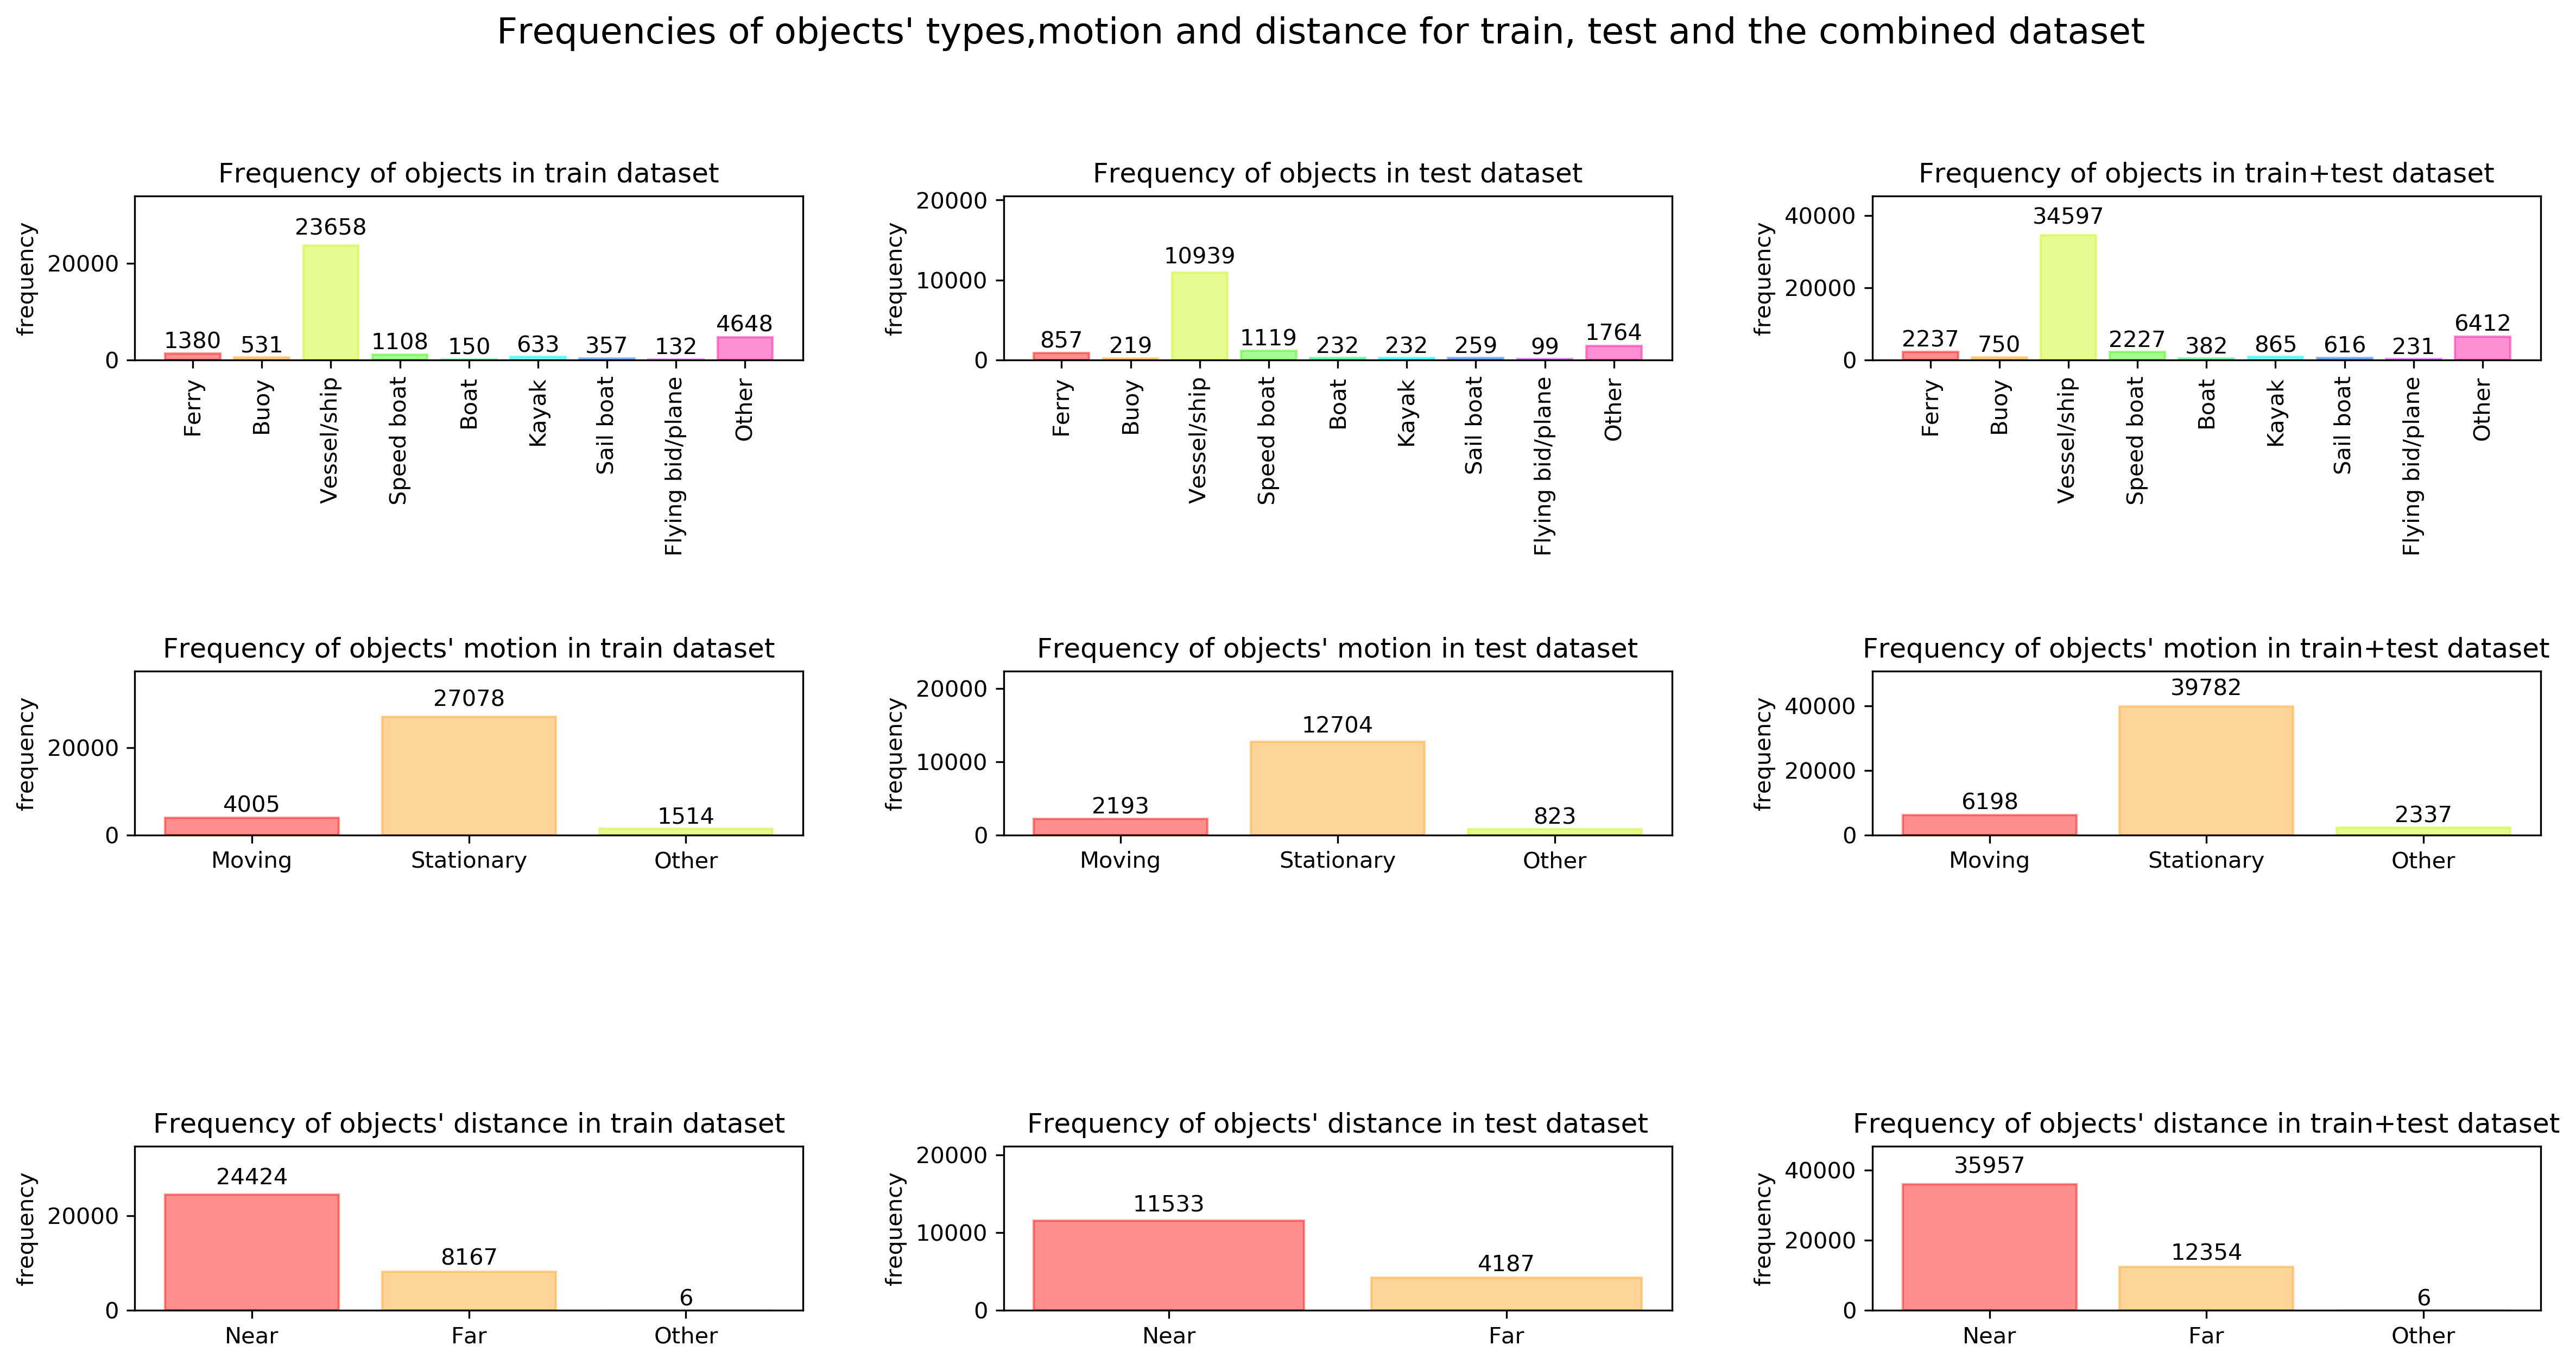 Frequencies of objects' types,motion and distance for train, test and the combined dataset
Frequency of objects in train dataset
frequency
20000
0
1380 531 23658 1108 150 633 357 132 4648
Ferry
Buoy
Vessel/ship
Speed boat
Boat
Kayak
Sail boat
Flying bid/plane
Other
Frequency of objects in test dataset
frequency
20000
10000
0
857 219 10939 1119 232 232 259 99 1764
Ferry
Buoy
Vessel/ship
Speed boat
Boat
Kayak
Sail boat
Flying bid/plane
Other
Frequency of objects in train+test dataset
frequency
40000
20000
0
2237 750 34597 2227 382 865 616 231 6412
Ferry
Buoy
Vessel/ship
Speed boat
Boat
Kayak
Sail boat
Flying bid/plane
Other
Frequency of objects' motion in train dataset
frequency
20000
0
4005 27078 1514
Moving Stationary Other
Frequency of objects' motion in test dataset
frequency
20000
10000
0
2193 12704 823
Moving Stationary Other
Frequency of objects' motion in train+test dataset
frequency
40000
20000
0
6198 39782 2337
Moving Stationary Other
Frequency of objects' distance in train dataset
frequency
20000
0
24424 8167 6
Near Far Other
Frequency of objects' distance in test dataset
frequency
20000
10000
0
11533 4187
Near Far
Frequency of objects' distance in train+test dataset
frequency
40000
20000
0
35957 12354 6
Near Far Other